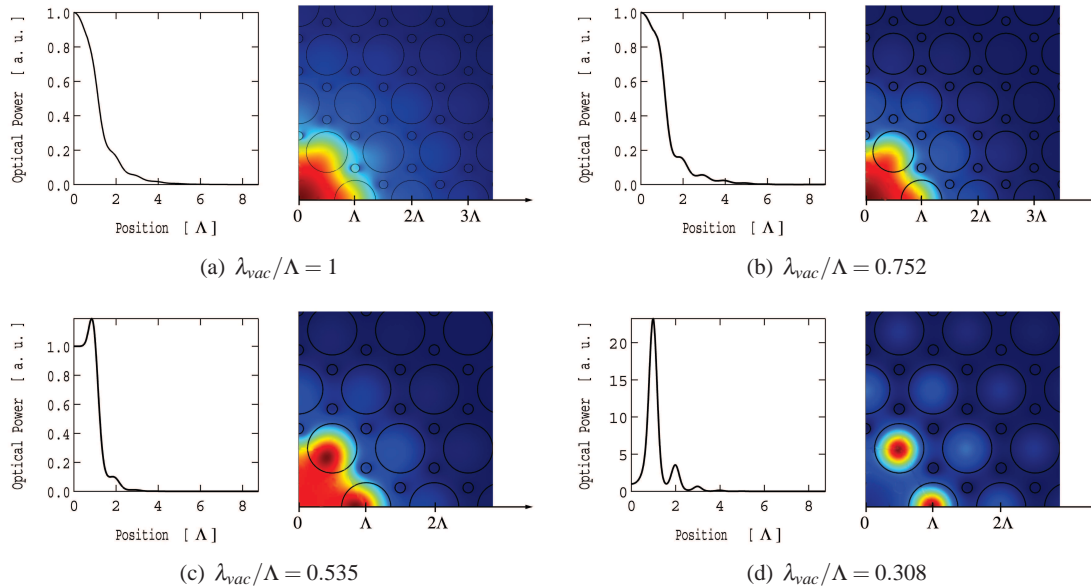 Optical Power [ a. u. ]
1.0
0.8
0.6
0.4
0.2
0.0
0 2 4 6 8
Position [ Λ ]
0 Λ 2Λ 3Λ
(a) λvac/Λ = 1
Optical Power [ a. u. ]
1.0
0.8
0.6
0.4
0.2
0.0
0 2 4 6 8
Position [ Λ ]
0 Λ 2Λ 3Λ
(b) λvac/Λ = 0.752
Optical Power [ a. u. ]
1.0
0.8
0.6
0.4
0.2
0.0
0 2 4 6 8
Position [ Λ ]
0 Λ 2Λ
(c) λvac/Λ = 0.535
Optical Power [ a. u. ]
20
15
10
5
0
0 2 4 6 8
Position [ Λ ]
0 Λ 2Λ
(d) λvac/Λ = 0.308